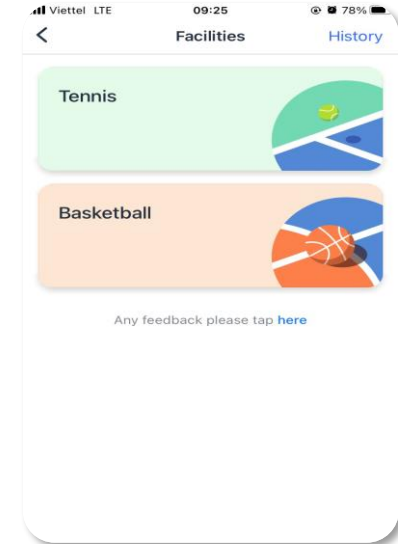 Viettel LTE 09:25 78%
Facilities History
Tennis
Basketball
Any feedback please tap here